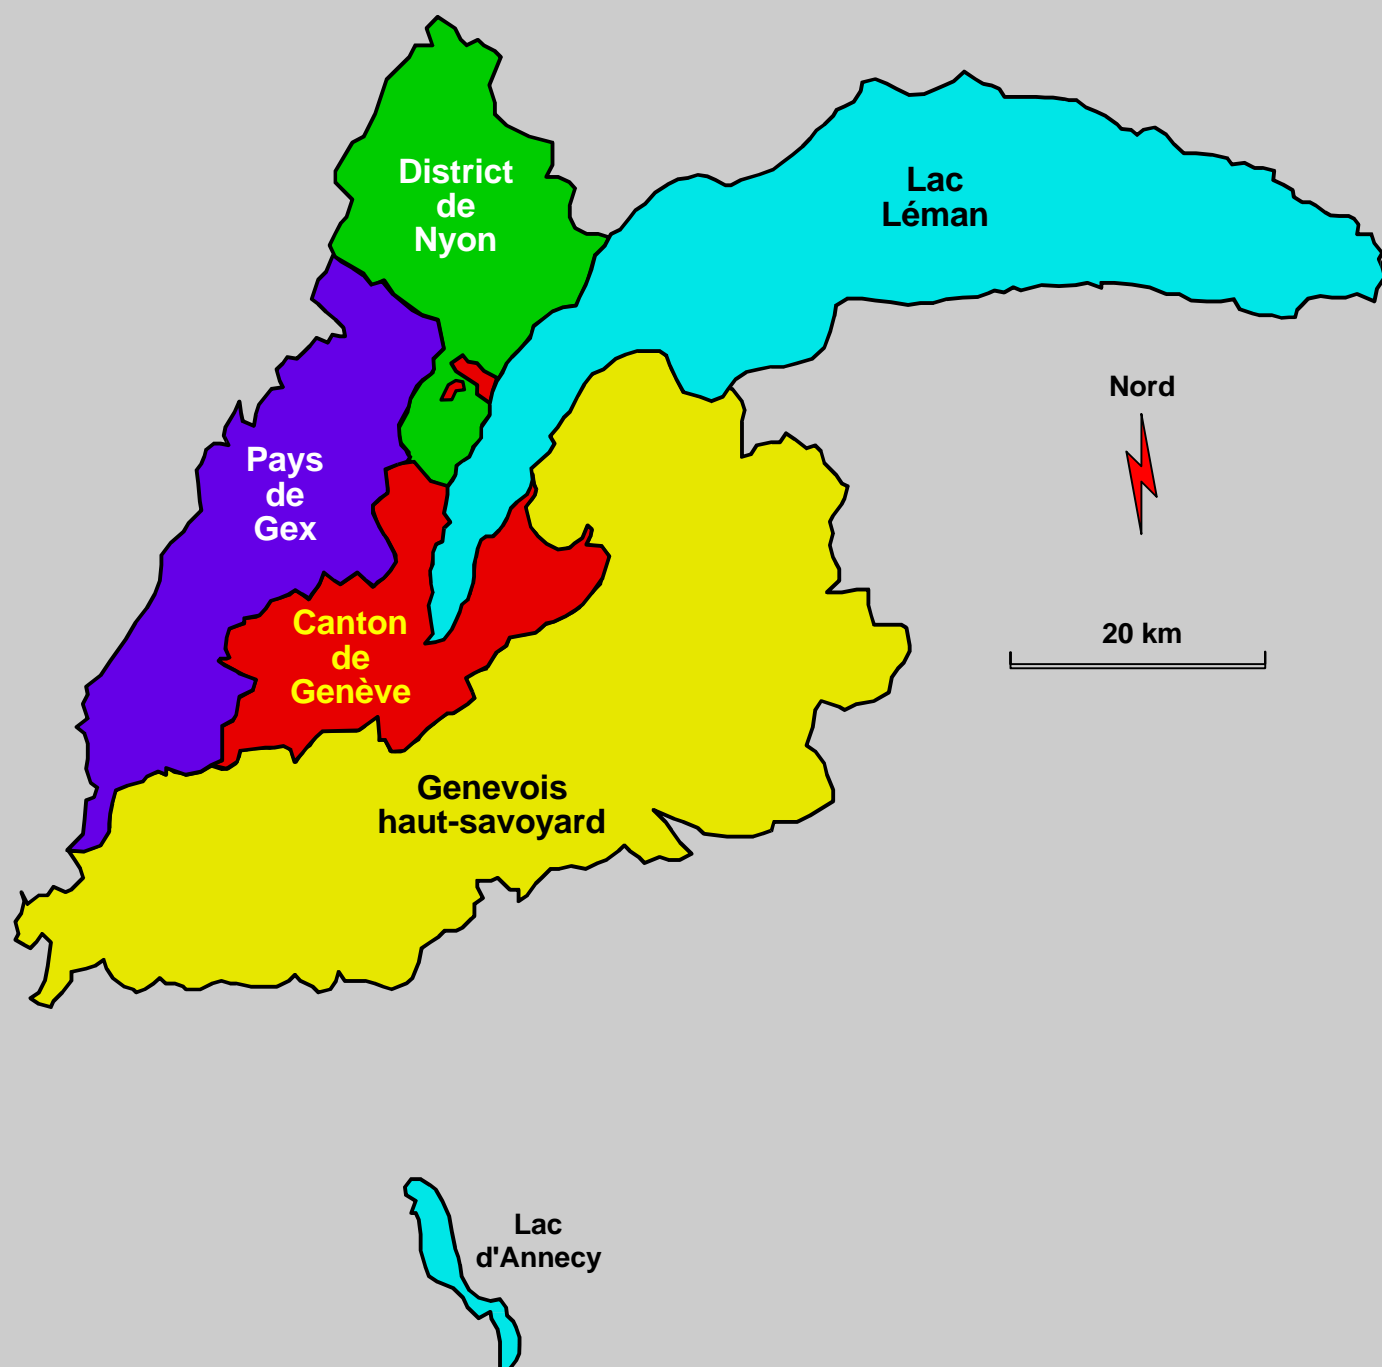 District
de
Nyon
Lac
Léman
Nord
Pays
de
Gex
20 km
Canton
de
Genève
Genevois
haut-savoyard
Lac
d'Annecy